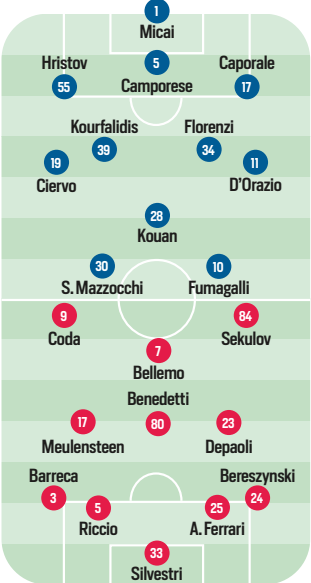 1
Micai
Hristov
5
Caporale
55
Camporese
17
Kourfalidis
Florenzi
39
34
19
11
Ciervo
D'Orazio
28
Kouan
30
10
S. Mazzocchi
Fumagalli
9
84
Coda
Sekulov
7
Bellemo
Benedetti
17
80
23
Meulensteen
Depaoli
Barreca
Bereszynski
3
5
25
24
Riccio
A. Ferrari
33
Silvestri